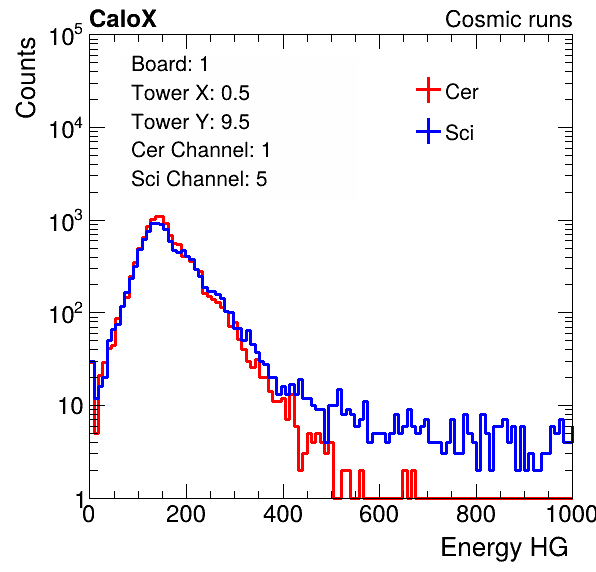 CaloX Cosmic runs
Counts
10^5
10^4
10^3
10^2
10
1
Board: 1
Tower X: 0.5
Tower Y: 9.5
Cer Channel: 1
Sci Channel: 5
Cer
Sci
0 200 400 600 800 1000
Energy HG